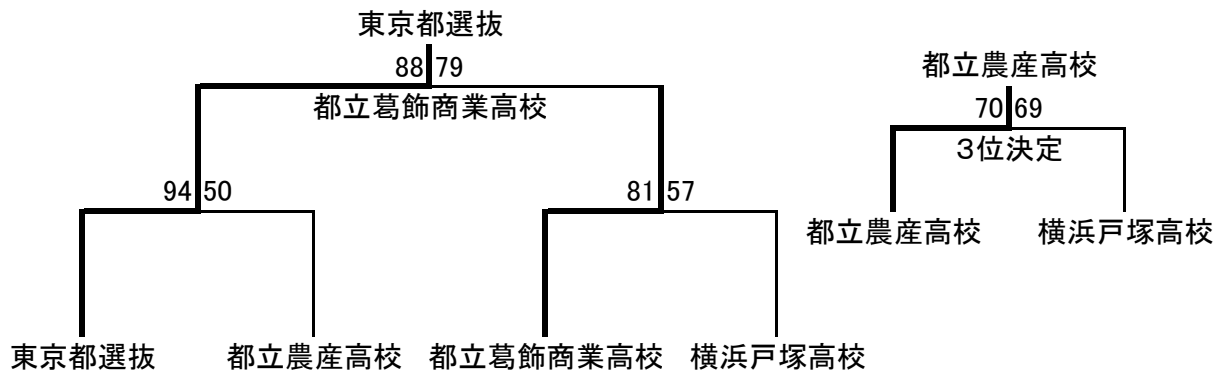 東京都選抜
88 79
都立葛飾商業高校
94 50
81 57
東京都選抜
都立農産高校
都立葛飾商業高校
横浜戸塚高校
都立農産高校
70 69
3位決定
都立農産高校
横浜戸塚高校